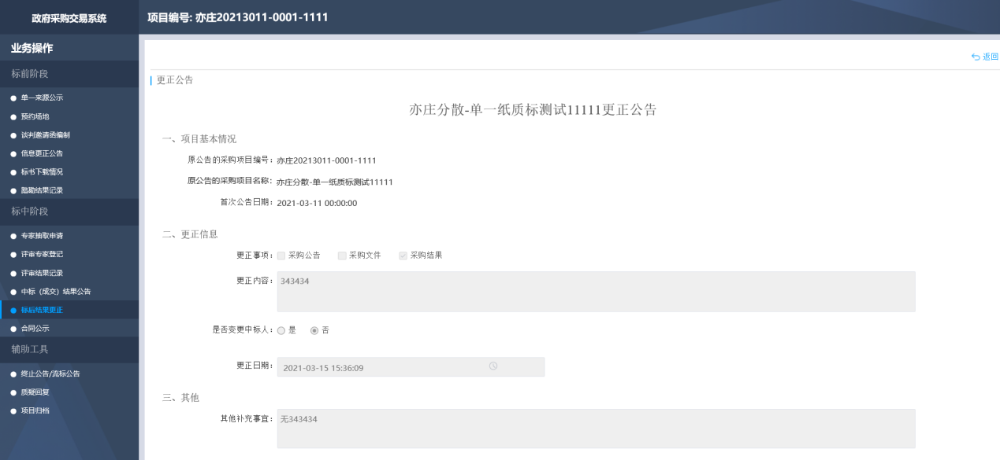 政府采购交易系统
项目编号: 亦庄20213011-0001-1111
业务操作
标前阶段
单一来源公示
预约场地
谈判邀请函编制
信息更正公告
标书下载情况
踏勘结果记录
标中阶段
专家抽取申请
评审专家登记
评审结果记录
中标（成交）结果公告
标后结果更正
合同公示
辅助工具
终止公告/流标公告
质疑回复
项目归档
返回
更正公告
亦庄分散-单一纸质标测试11111更正公告
一、项目基本情况
原公告的采购项目编号：亦庄20213011-0001-1111
原公告的采购项目名称：亦庄分散-单一纸质标测试11111
首次公告日期：2021-03-11 00:00:00
二、更正信息
更正事项： 采购公告 采购文件 采购结果
更正内容：343434
是否变更中标人： 是 否
更正日期：2021-03-15 15:36:09
三、其他
其他补充事宜：无343434